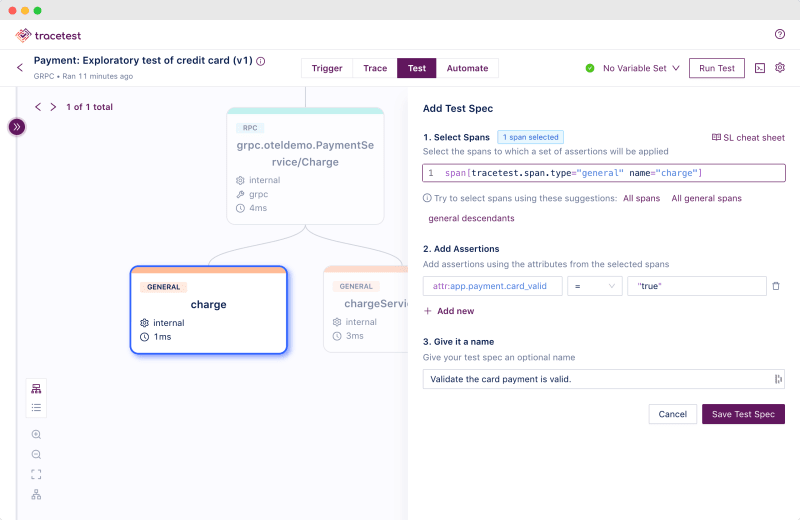 tracetest
Payment: Exploratory test of credit card (v1)
GRPC • Ran 11 minutes ago
Trigger
Trace
Test
Automate
No Variable Set
Run Test
1 of 1 total
RPC
grpc.oteldemo.PaymentSe
rvice/Charge
internal
grpc
4ms
GENERAL
charge
internal
1ms
GENERAL
chargeServi
internal
3ms
Add Test Spec
1. Select Spans
1 span selected
SL cheat sheet
Select the spans to which a set of assertions will be applied
1 span[tracetest.span.type="general" name="charge"]
Try to select spans using these suggestions:
All spans
All general spans
general descendants
2. Add Assertions
Add assertions using the attributes from the selected spans
attr:app.payment.card_valid
=
"true"
Add new
3. Give it a name
Give your test spec an optional name
Validate the card payment is valid.
Cancel
Save Test Spec